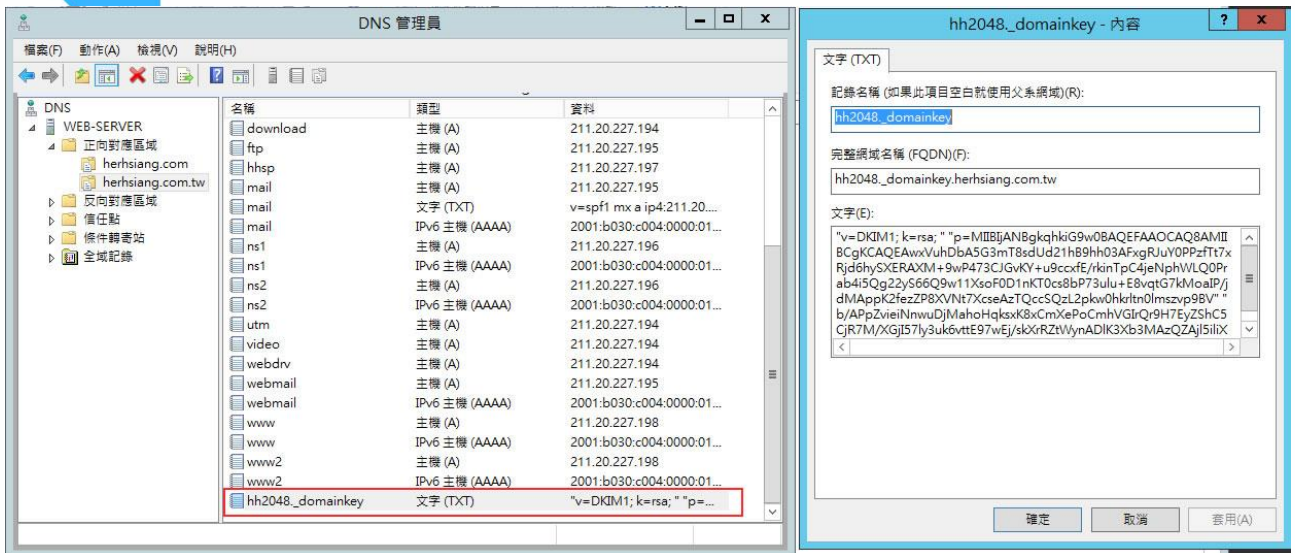 DNS 管理員
檔案(F) 動作(A) 檢視(V) 說明(H)
DNS
WEB-SERVER
正向對應區域
herhsiang.com
herhsiang.com.tw
反向對應區域
信任點
條件轉寄站
全域記錄
名稱 類型 資料
download 主機 (A) 211.20.227.194
ftp 主機 (A) 211.20.227.195
hhsp 主機 (A) 211.20.227.197
mail 主機 (A) 211.20.227.195
mail 文字 (TXT) v=spf1 mx a ip4:211.20....
mail IPv6 主機 (AAAA) 2001:b030:c004:0000:01...
ns1 主機 (A) 211.20.227.196
ns1 IPv6 主機 (AAAA) 2001:b030:c004:0000:01...
ns2 主機 (A) 211.20.227.196
ns2 IPv6 主機 (AAAA) 2001:b030:c004:0000:01...
utm 主機 (A) 211.20.227.194
video 主機 (A) 211.20.227.194
webdrv 主機 (A) 211.20.227.194
webmail 主機 (A) 211.20.227.195
webmail IPv6 主機 (AAAA) 2001:b030:c004:0000:01...
www 主機 (A) 211.20.227.198
www IPv6 主機 (AAAA) 2001:b030:c004:0000:01...
www2 主機 (A) 211.20.227.198
www2 IPv6 主機 (AAAA) 2001:b030:c004:0000:01...
hh2048._domainkey 文字 (TXT) "v=DKIM1; k=rsa; " "p=...
hh2048._domainkey - 內容
文字 (TXT)
記錄名稱 (如果此項目空白就使用父系網域)(R):
hh2048._domainkey
完整網域名稱 (FQDN)(F):
hh2048._domainkey.herhsiang.com.tw
文字(E):
"v=DKIM1; k=rsa; " "p=MIIBIjANBgkqhkiG9w0BAQEFAAOCAQ8AMII
BCgKCAQEAwxVuhDbA5G3mT8sdUd21hB9hh03AFxgRJuY0PPzfTt7x
Rjd6hySXERAXM+9wP473CJGvKY+u9ccxfE/rkinTpC4jeNphWLQ0Pr
ab4i5Qg22yS66Q9w11XsoF0D1nKT0cs8bP73ulu+E8vqtG7kMoaIP/j
dMAppK2fezZP8XVNt7XcseAzTQccSQzL2pkw0hkrltn0lmszvp9BV" "
b/APpZvieiNnwuDjMahoHqksxK8xCmXePoCmhVGIrQr9H7EyZShC5
CjR7M/XGjI57ly3uk6vttE97wEj/skXrRZtWynADlK3Xb3MAzQZAjl5iliX
確定 取消 套用(A)